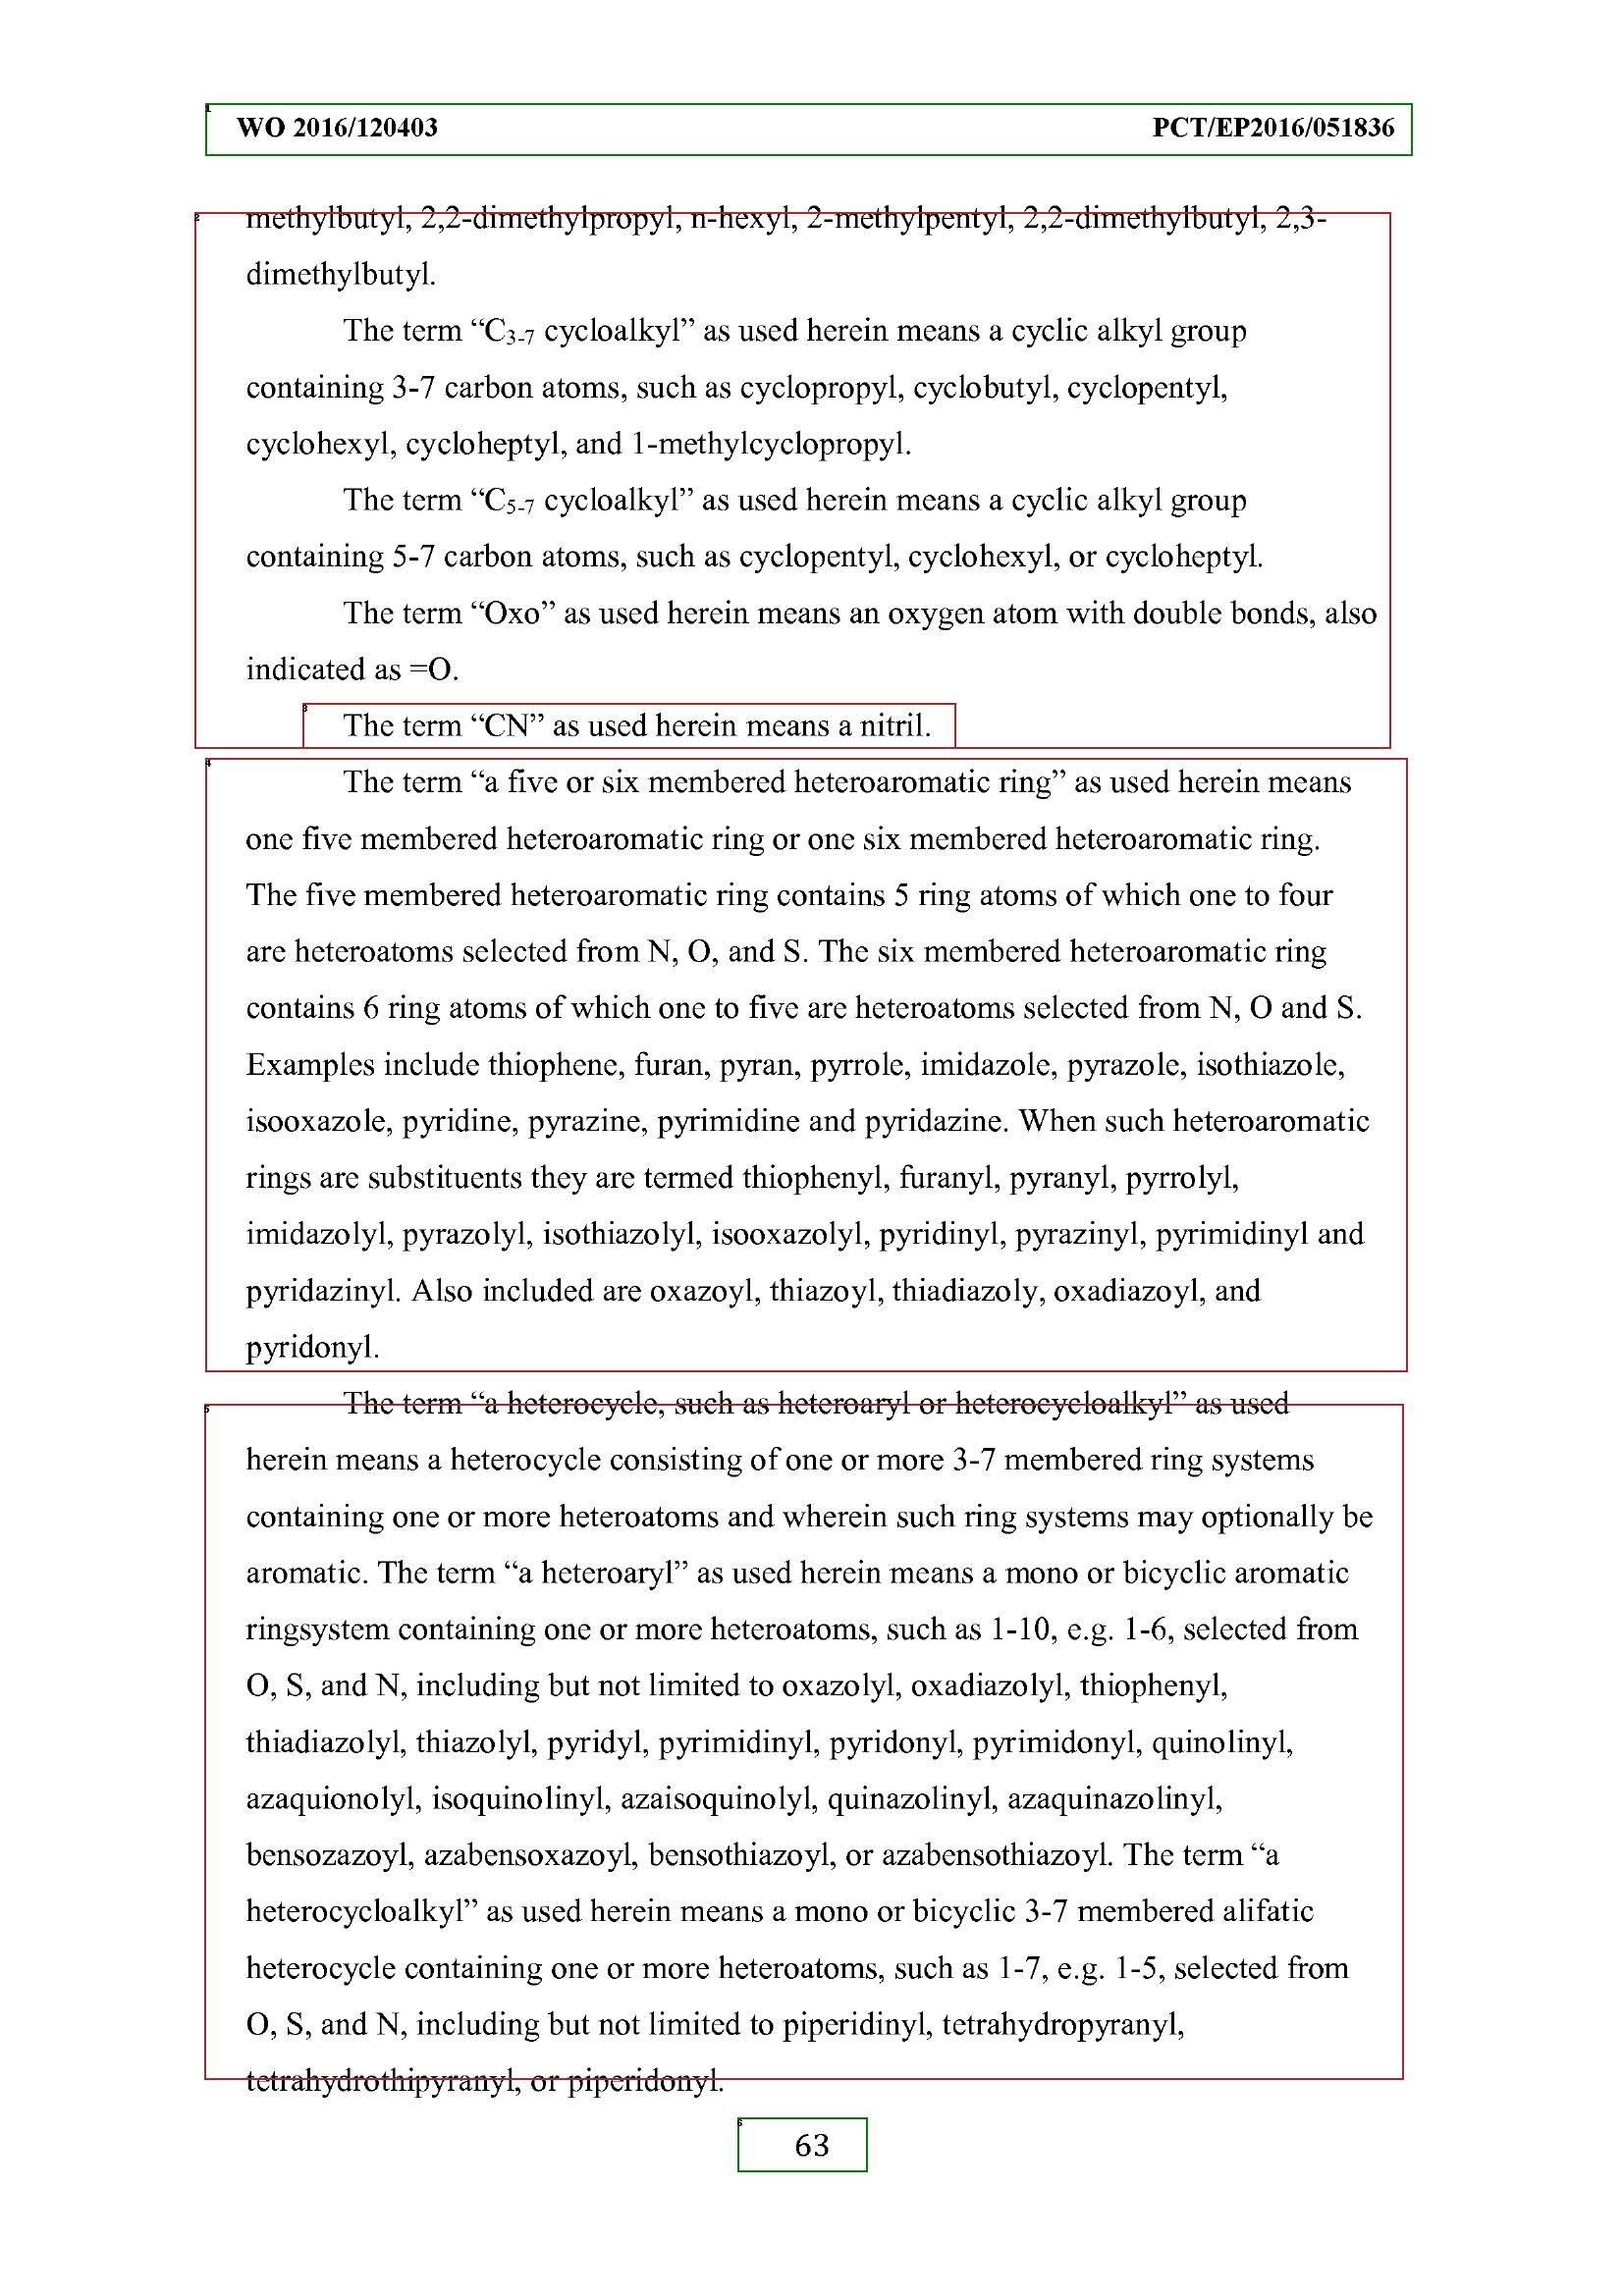 WO 2016/120403 PCT/EP2016/051836
methylbutyl, 2,2-dimethylpropyl, n-hexyl, 2-methylpentyl, 2,2-dimethylbutyl, 2,3-
dimethylbutyl.
The term “C3-7 cycloalkyl” as used herein means a cyclic alkyl group
containing 3-7 carbon atoms, such as cyclopropyl, cyclobutyl, cyclopentyl,
cyclohexyl, cycloheptyl, and 1-methylcyclopropyl.
The term “C5-7 cycloalkyl” as used herein means a cyclic alkyl group
containing 5-7 carbon atoms, such as cyclopentyl, cyclohexyl, or cycloheptyl.
The term “Oxo” as used herein means an oxygen atom with double bonds, also
indicated as =O.
The term “CN” as used herein means a nitril.
The term “a five or six membered heteroaromatic ring” as used herein means
one five membered heteroaromatic ring or one six membered heteroaromatic ring.
The five membered heteroaromatic ring contains 5 ring atoms of which one to four
are heteroatoms selected from N, O, and S. The six membered heteroaromatic ring
contains 6 ring atoms of which one to five are heteroatoms selected from N, O and S.
Examples include thiophene, furan, pyran, pyrrole, imidazole, pyrazole, isothiazole,
isooxazole, pyridine, pyrazine, pyrimidine and pyridazine. When such heteroaromatic
rings are substituents they are termed thiophenyl, furanyl, pyranyl, pyrrolyl,
imidazolyl, pyrazolyl, isothiazolyl, isooxazolyl, pyridinyl, pyrazinyl, pyrimidinyl and
pyridazinyl. Also included are oxazoyl, thiazoyl, thiadiazoly, oxadiazoyl, and
pyridonyl.
The term “a heterocycle, such as heteroaryl or heterocycloalkyl” as used
herein means a heterocycle consisting of one or more 3-7 membered ring systems
containing one or more heteroatoms and wherein such ring systems may optionally be
aromatic. The term “a heteroaryl” as used herein means a mono or bicyclic aromatic
ringsystem containing one or more heteroatoms, such as 1-10, e.g. 1-6, selected from
O, S, and N, including but not limited to oxazolyl, oxadiazolyl, thiophenyl,
thiadiazolyl, thiazolyl, pyridyl, pyrimidinyl, pyridonyl, pyrimidonyl, quinolinyl,
azaquionolyl, isoquinolinyl, azaisoquinolyl, quinazolinyl, azaquinazolinyl,
bensozazoyl, azabensoxazoyl, bensothiazoyl, or azabensothiazoyl. The term “a
heterocycloalkyl” as used herein means a mono or bicyclic 3-7 membered alifatic
heterocycle containing one or more heteroatoms, such as 1-7, e.g. 1-5, selected from
O, S, and N, including but not limited to piperidinyl, tetrahydropyranyl,
tetrahydrothipyranyl, or piperidonyl.
63